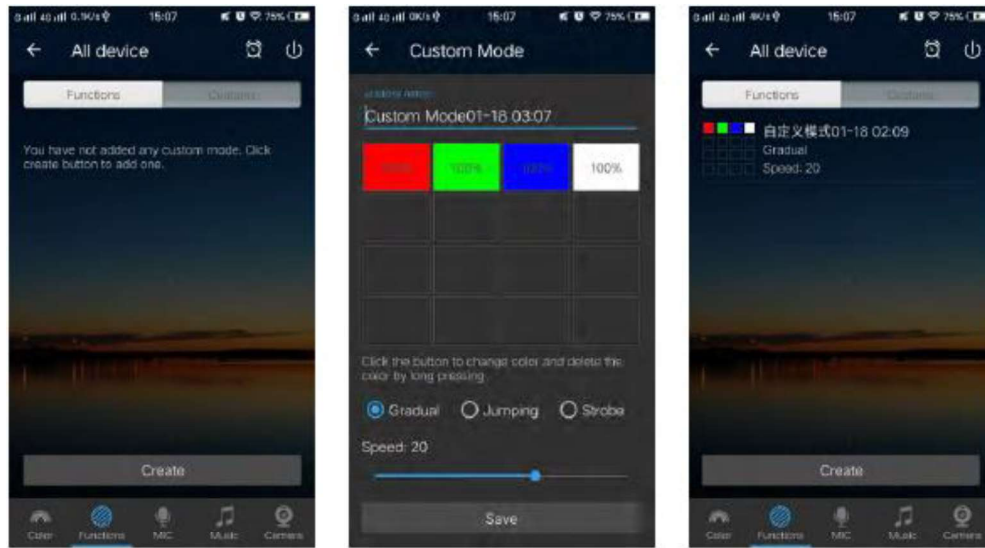 15:07
75%
All device
Functions
You have not added any custom mode. Click
create button to add one.
Create
Color
Functions
MIC
Music
Camera
15:07
75%
Custom Mode
Custom Mode01-18 03:07
100%
100%
Click the button to change color and delete the
color by long pressing
Gradual
Jumping
Strobe
Speed: 20
Save
15:07
75%
All device
Functions
自定义模式01-18 02:09
Gradual
Speed: 20
Create
Color
Functions
MIC
Music
Camera